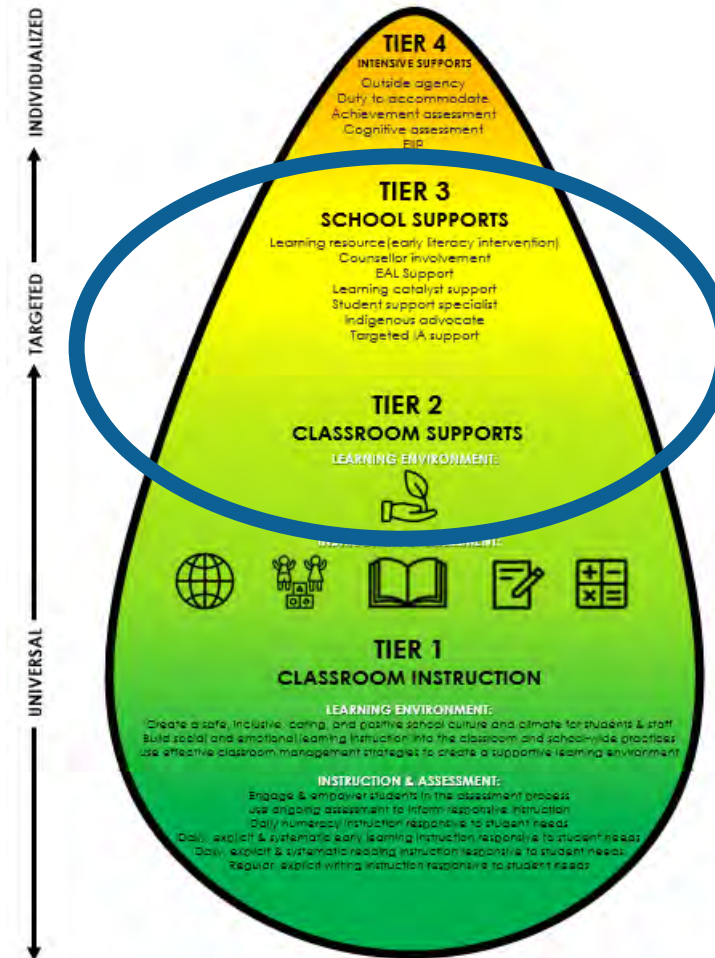 TIER 4
INTENSIVE SUPPORTS
Outside agency
Duty to accommodate
Achievement assessment
Cognitive assessment
TIER 3
SCHOOL SUPPORTS
Learning resource(early literacy intervention)
Counsellor involvement
EAL Support
Learning catalyst support
Student support specialist
Indigenous advocate
Targeted IA support
TIER 2
CLASSROOM SUPPORTS
LEARNING ENVIRONMENT:
TIER 1
CLASSROOM INSTRUCTION
LEARNING ENVIRONMENT:
Create a safe, inclusive, caring, and positive school culture and climate for students & staff
Build social and emotional learning instruction into the classroom and school-wide practices
Use effective classroom management strategies to create a supportive learning environment
INSTRUCTION & ASSESSMENT:
Engage & empower students in the assessment process
Use ongoing assessment to inform responsive instruction
Daily numeracy instruction responsive to student needs
Daily, explicit & systematic early learning instruction responsive to student needs
Daily, explicit & systematic reading instruction responsive to student needs
Regular, explicit writing instruction responsive to student needs
INDIVIDUALIZED
TARGETED
UNIVERSAL